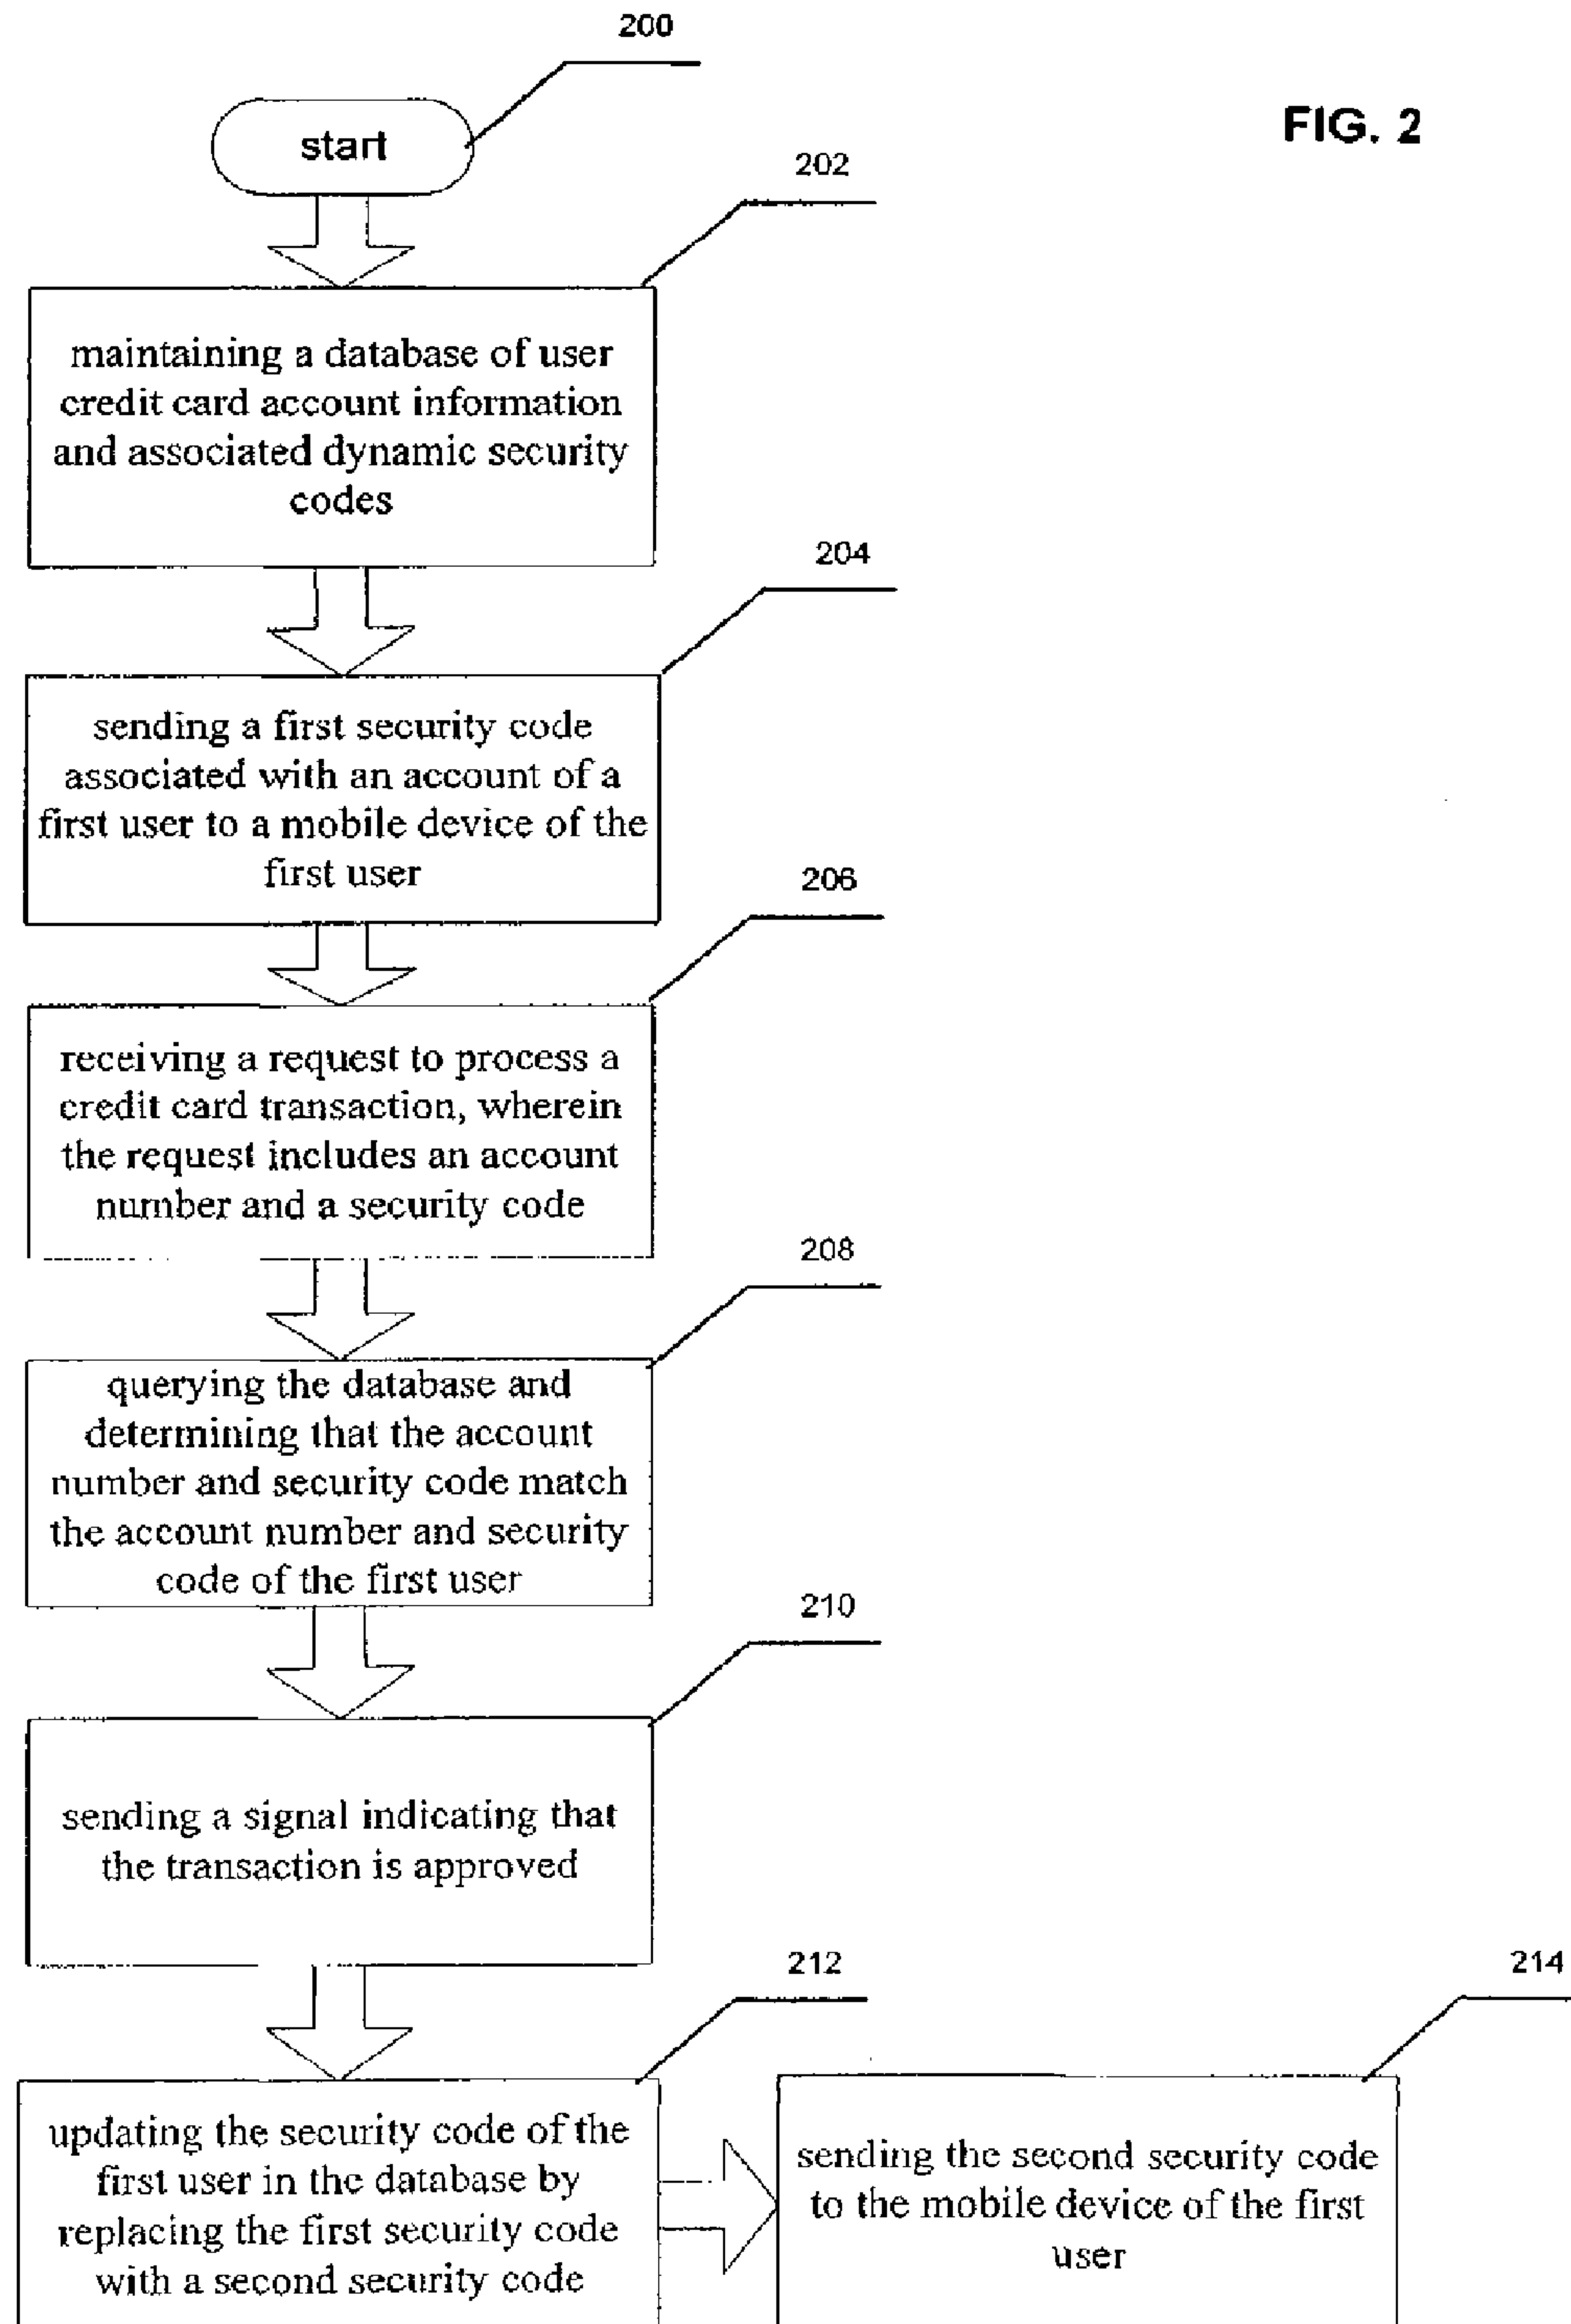 200
FIG. 2
start
202
maintaining a database of user
credit card account information
and associated dynamic security
codes
204
sending a first security code
associated with an account of a
first user to a mobile device of the
first user
206
receiving a request to process a
credit card transaction, wherein
the request includes an account
number and a security code
208
querying the database and
determining that the account
number and security code match
the account number and security
code of the first user
210
sending a signal indicating that
the transaction is approved
212
updating the security code of the
first user in the database by
replacing the first security code
with a second security code
214
sending the second security code
to the mobile device of the first
user